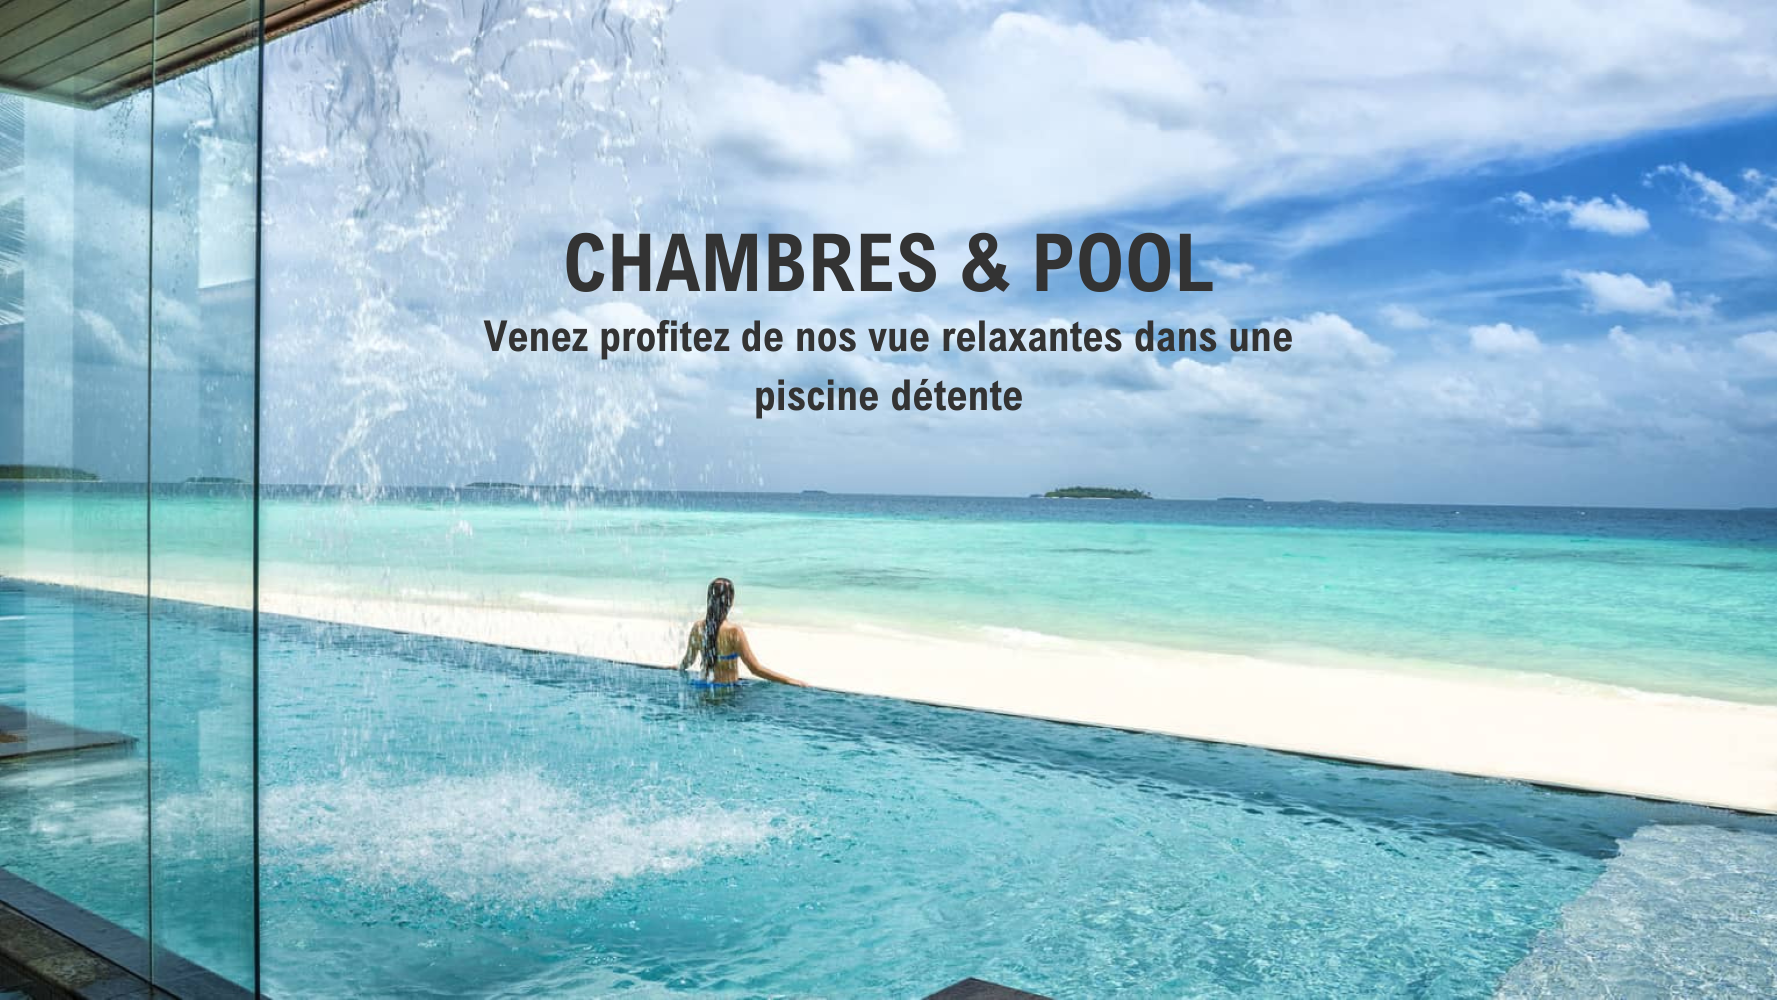 CHAMBRES & POOL
Venez profitez de nos vue relaxantes dans une
piscine détente